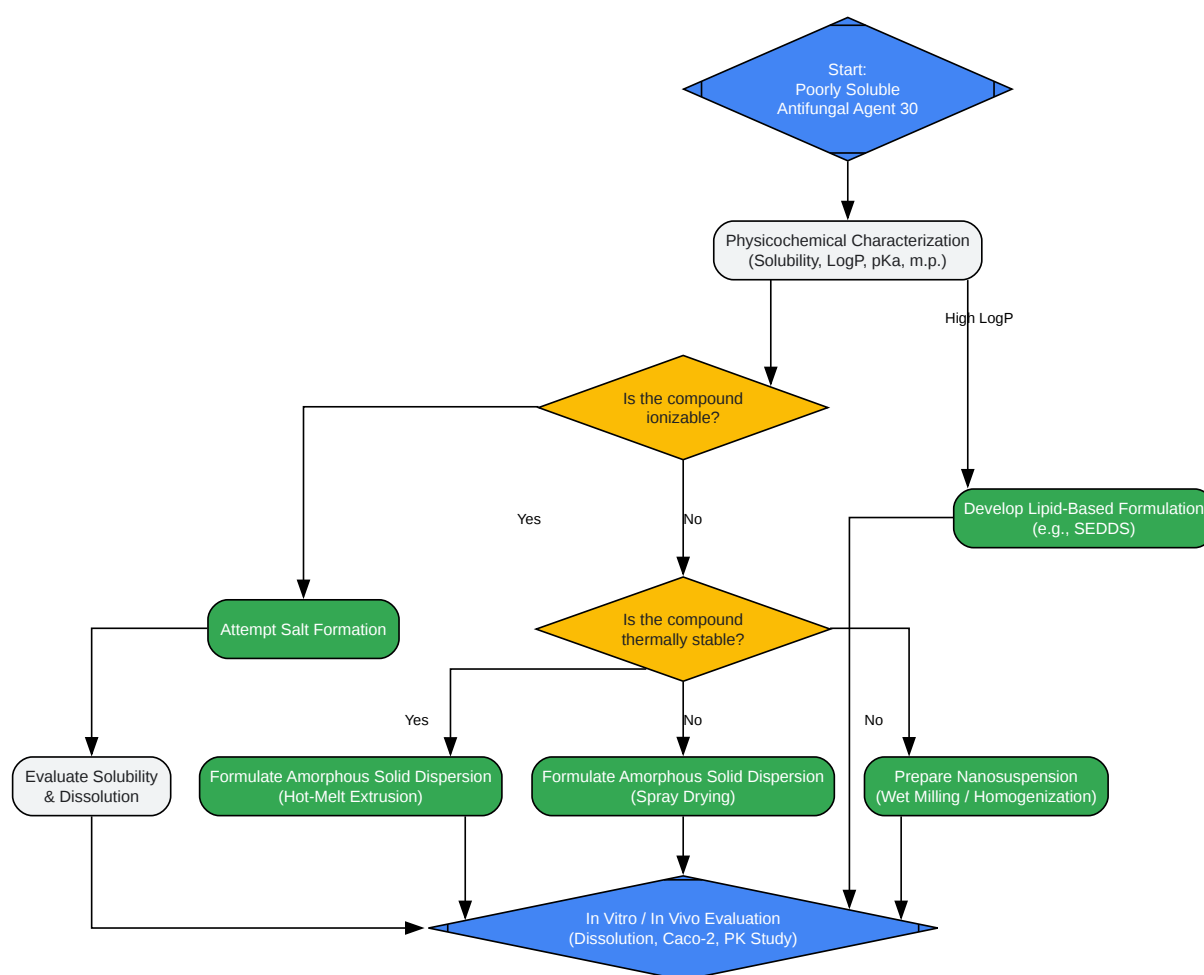 Start:
Poorly Soluble
Antifungal Agent 30
Physicochemical Characterization
(Solubility, LogP, pKa, m.p.)
High LogP
Is the compound
ionizable?
Yes
No
Develop Lipid-Based Formulation
(e.g., SEDDS)
Attempt Salt Formation
Is the compound
thermally stable?
Yes
No
No
Evaluate Solubility
& Dissolution
Formulate Amorphous Solid Dispersion
(Hot-Melt Extrusion)
Formulate Amorphous Solid Dispersion
(Spray Drying)
Prepare Nanosuspension
(Wet Milling / Homogenization)
In Vitro / In Vivo Evaluation
(Dissolution, Caco-2, PK Study)